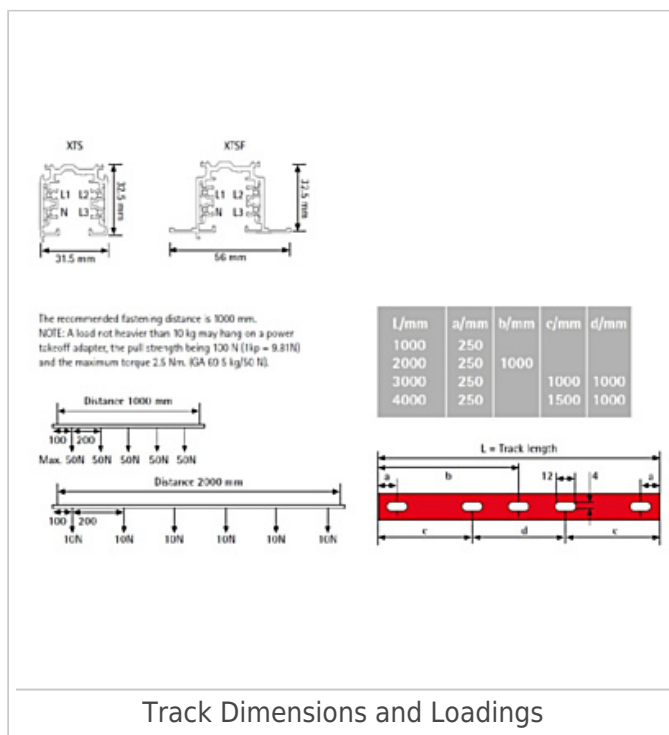 XTS
XTSF
L1 L2
N L3
32.5 mm
31.5 mm
L1 L2
N L3
32.5 mm
56 mm
The recommended fastening distance is 1000 mm.
NOTE: A load not heavier than 10 kg may hang on a power
takeoff adapter, the pull strength being 100 N (1kp = 9.81N)
and the maximum torque 2.5 Nm. (GA 69 5 kg/50 N).
L/mm a/mm b/mm c/mm d/mm
1000 250
2000 250 1000
3000 250 1000 1000
4000 250 1500 1000
Distance 1000 mm
100 200
Max. 50N 50N 50N 50N 50N
Distance 2000 mm
100 200
10N 10N 10N 10N 10N 10N
L = Track length
a b 12 4 a
c d c
Track Dimensions and Loadings